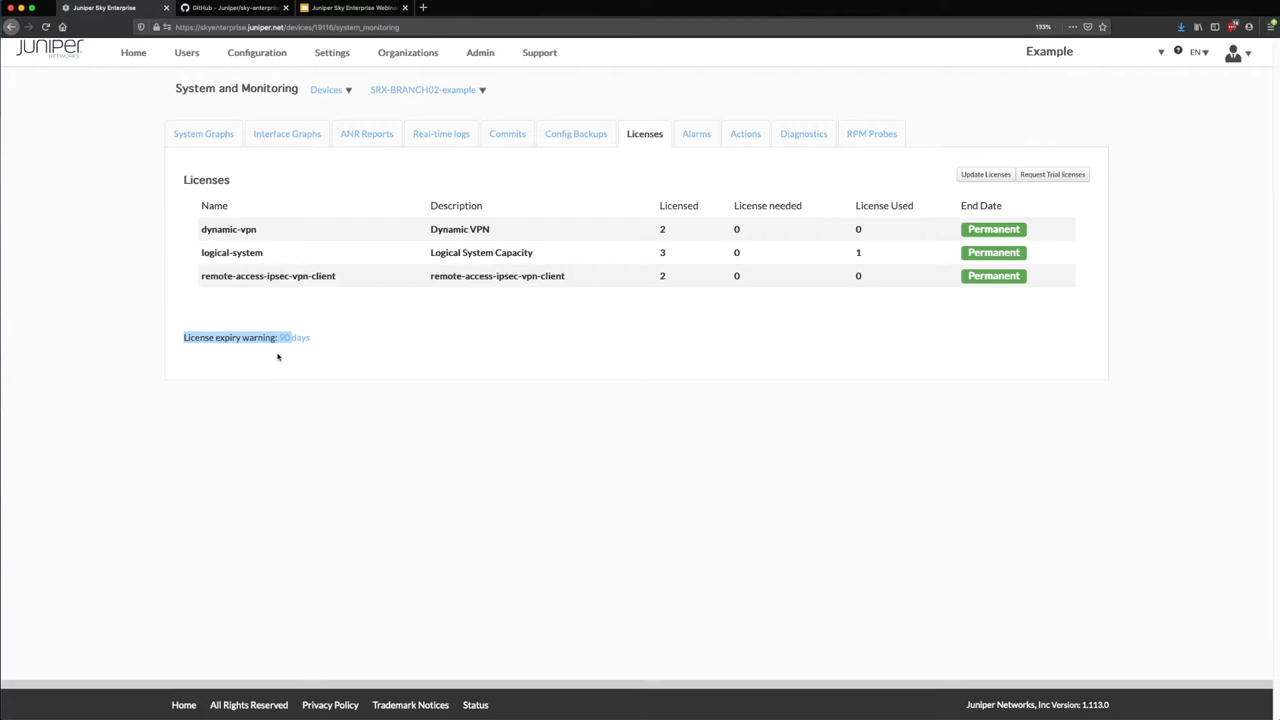 Juniper Sky Enterprise
GitHub - Juniper/sky-enterprise
Juniper Sky Enterprise Webinar
https://skyenterprise.juniper.net/devices/19116/system_monitoring
133%
JUNIPER NETWORKS
Home Users Configuration Settings Organizations Admin Support
Example
EN
System and Monitoring Devices SRX-BRANCH02-example
System Graphs Interface Graphs ANR Reports Real-time logs Commits Config Backups Licenses Alarms Actions Diagnostics RPM Probes
Licenses
Update Licenses Request Trial licenses
Name Description Licensed License needed License Used End Date
dynamic-vpn Dynamic VPN 2 0 0 Permanent
logical-system Logical System Capacity 3 0 1 Permanent
remote-access-ipsec-vpn-client remote-access-ipsec-vpn-client 2 0 0 Permanent
License expiry warning: 90 days
Home All Rights Reserved Privacy Policy Trademark Notices Status
Juniper Networks, Inc Version: 1.113.0